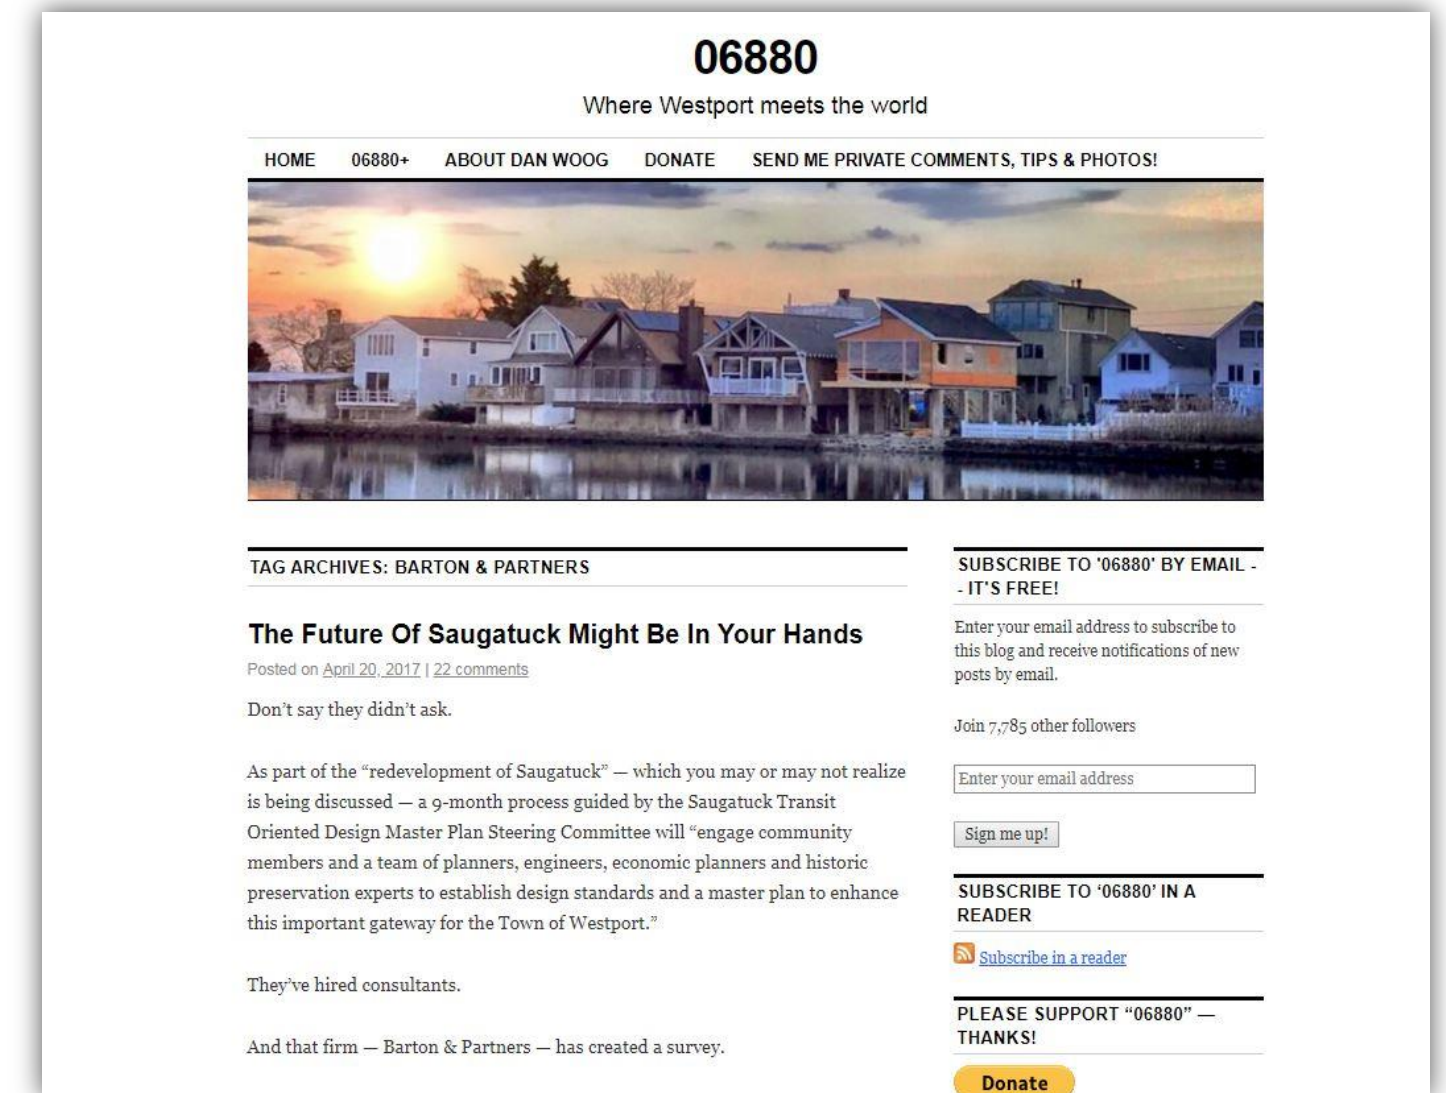 06880
Where Westport meets the world
HOME 06880+ ABOUT DAN WOOG DONATE SEND ME PRIVATE COMMENTS, TIPS & PHOTOS!
TAG ARCHIVES: BARTON & PARTNERS
The Future Of Saugatuck Might Be In Your Hands
Posted on April 20, 2017 | 22 comments
Don’t say they didn’t ask.
As part of the “redevelopment of Saugatuck” — which you may or may not realize
is being discussed — a 9-month process guided by the Saugatuck Transit
Oriented Design Master Plan Steering Committee will “engage community
members and a team of planners, engineers, economic planners and historic
preservation experts to establish design standards and a master plan to enhance
this important gateway for the Town of Westport.”
They’ve hired consultants.
And that firm — Barton & Partners — has created a survey.
SUBSCRIBE TO '06880' BY EMAIL -
- IT'S FREE!
Enter your email address to subscribe to
this blog and receive notifications of new
posts by email.
Join 7,785 other followers
Enter your email address
Sign me up!
SUBSCRIBE TO ‘06880’ IN A
READER
Subscribe in a reader
PLEASE SUPPORT “06880” —
THANKS!
Donate